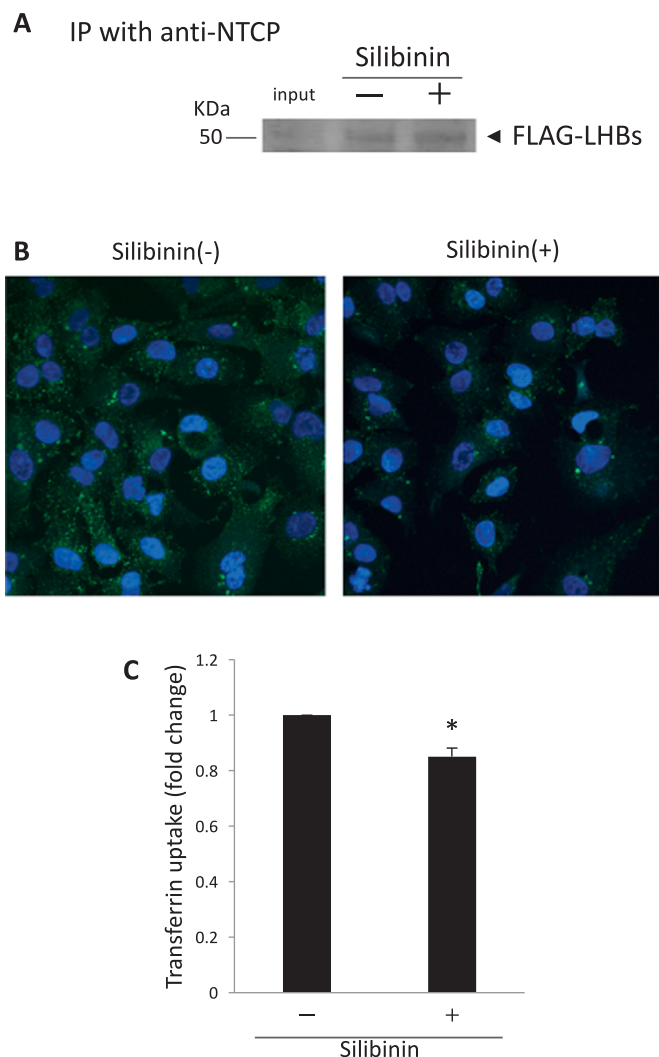 A IP with anti-NTCP
Silibinin
input − +
KDa
50 ◄ FLAG-LHBs
B Silibinin(-) Silibinin(+)
C
Transferrin uptake (fold change)
1.2
1
0.8
0.6
0.4
0.2
0
*
− +
Silibinin